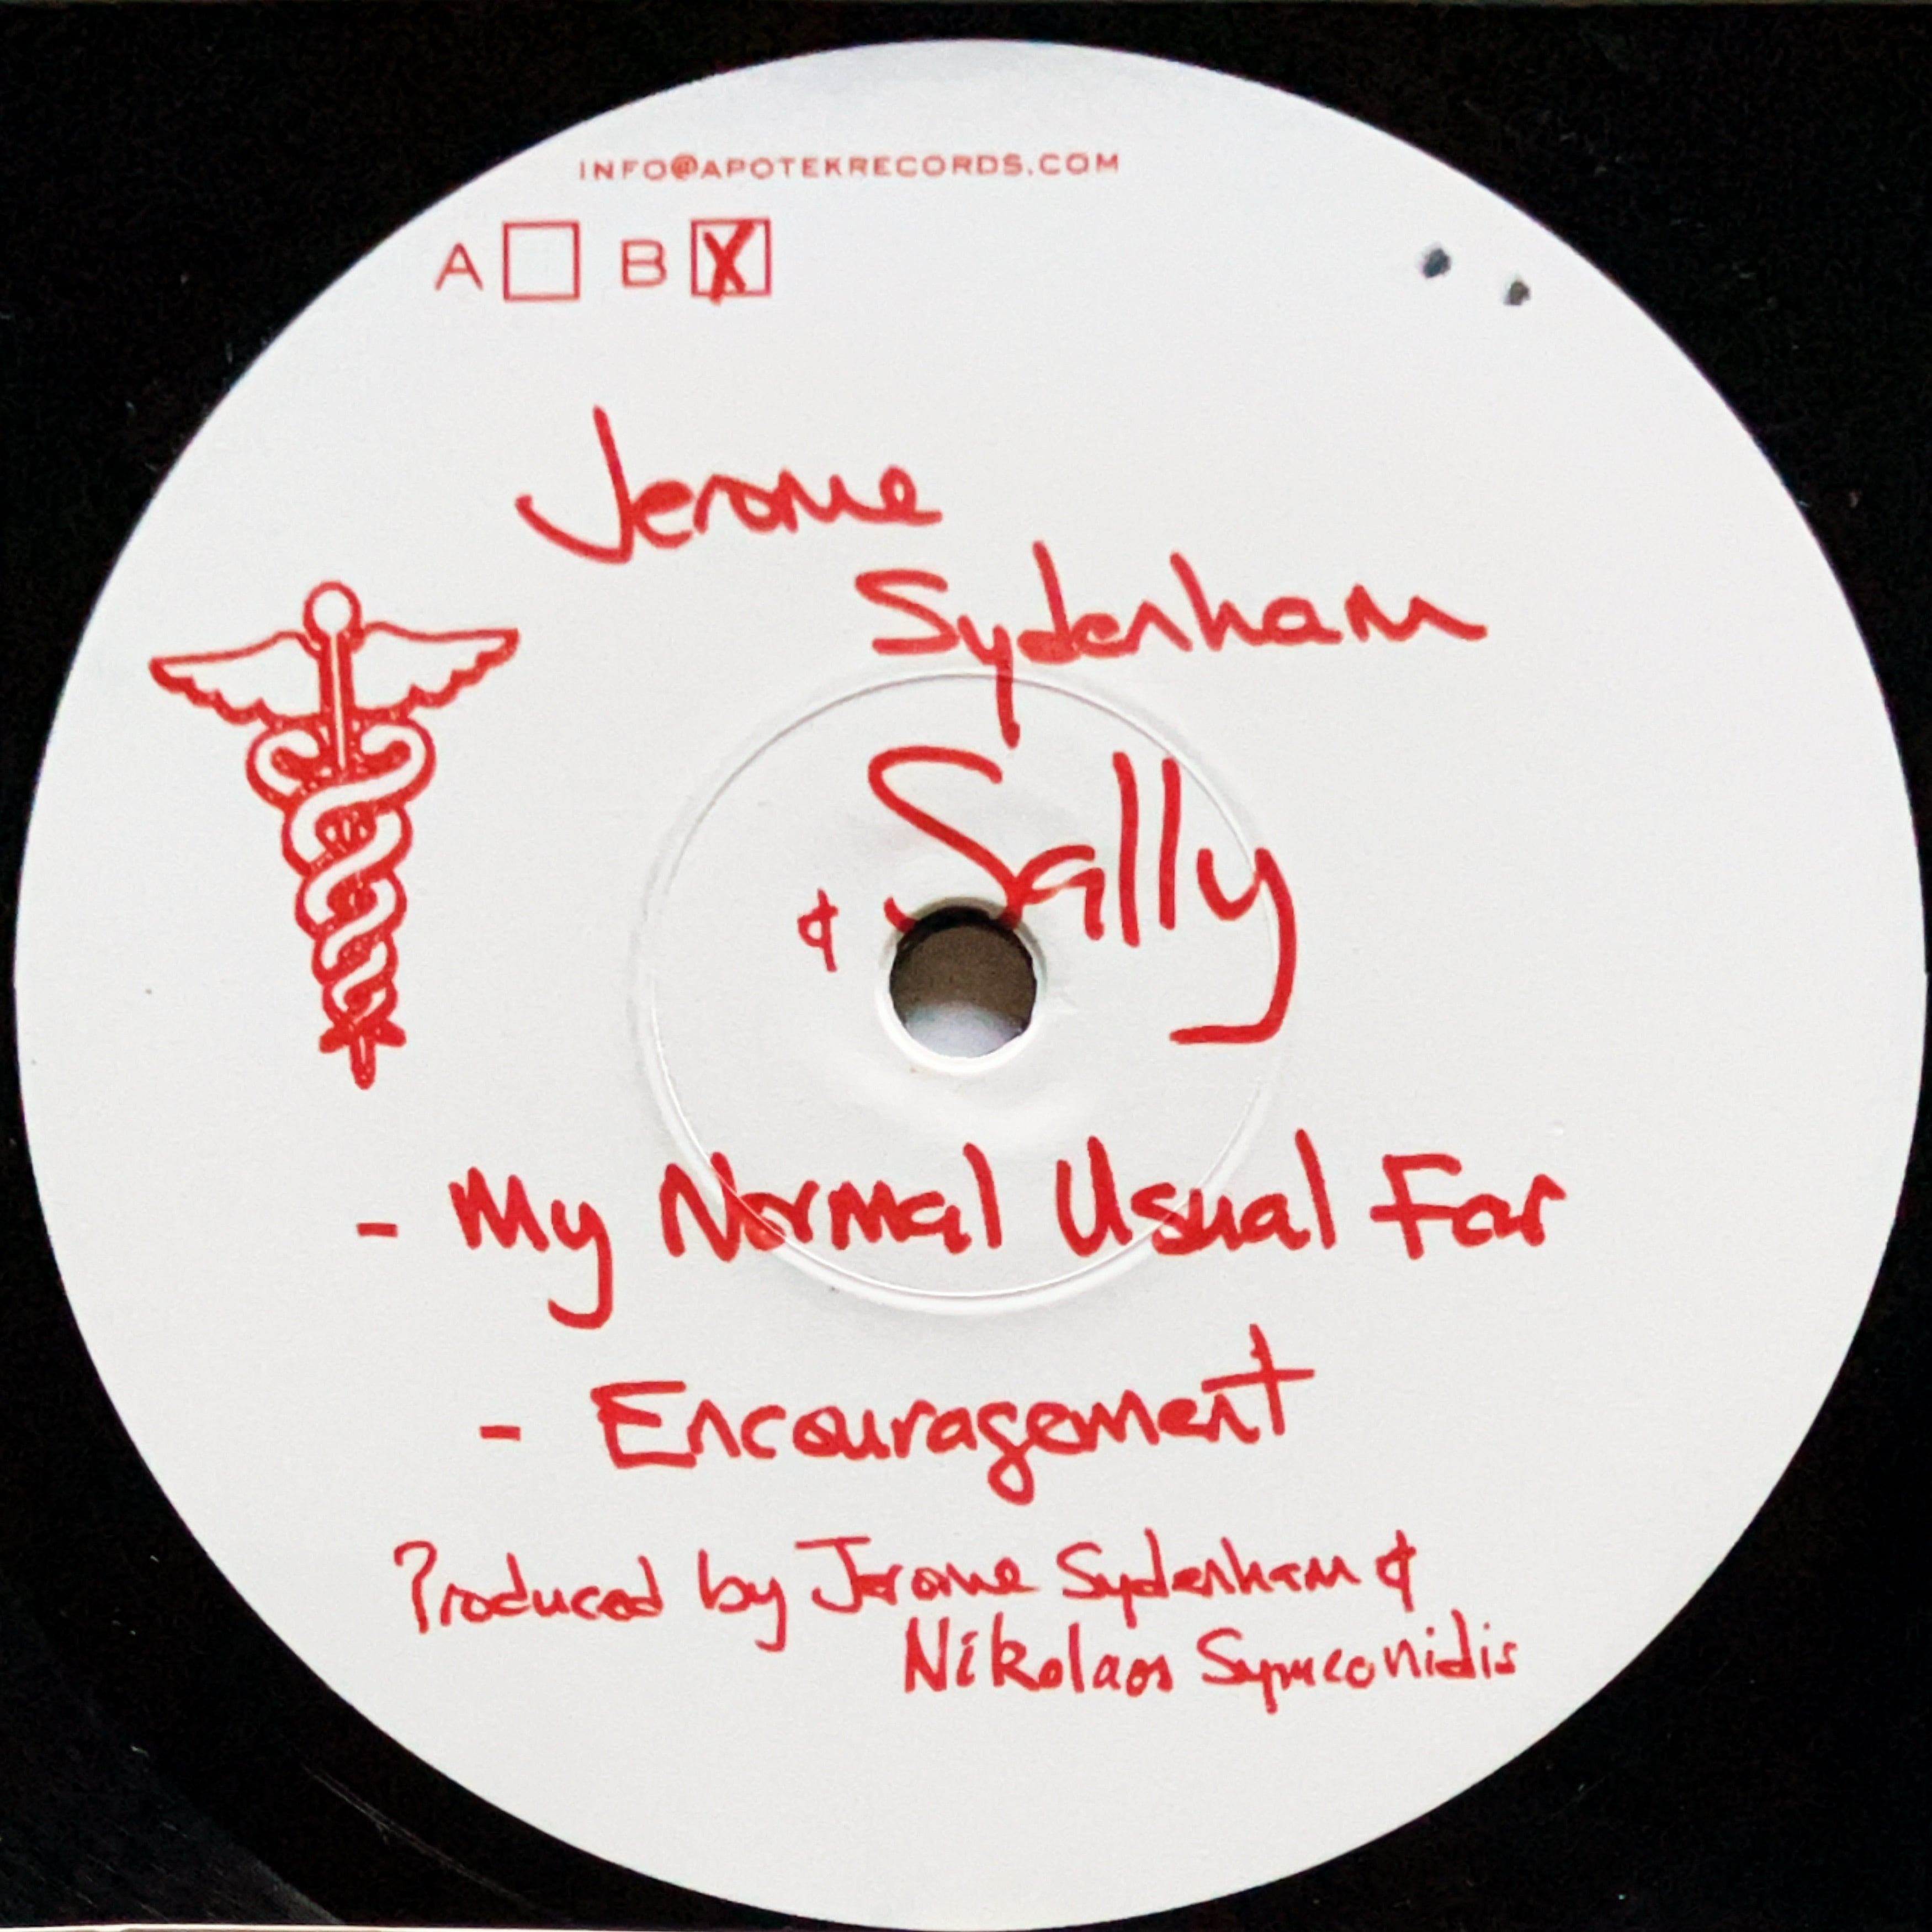 INFO@APOTEKRECORDS.COM
A B X
Jerome
Sydenham
& Sally
- My Normal Usual For
- Encouragement
Produced by Jerome Sydenham &
Nikolaos Symeonidis